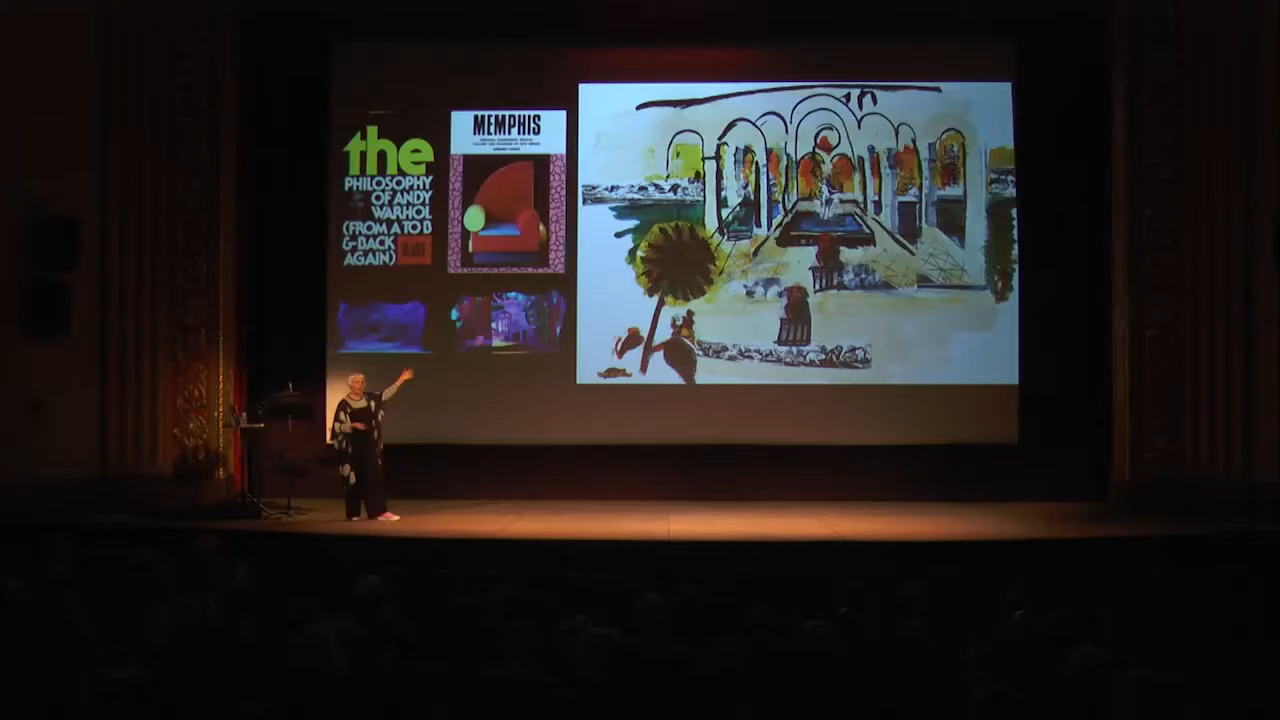 the
PHILOSOPHY
OF ANDY
WARHOL
(FROM A TO B
& BACK
AGAIN)
MEMPHIS